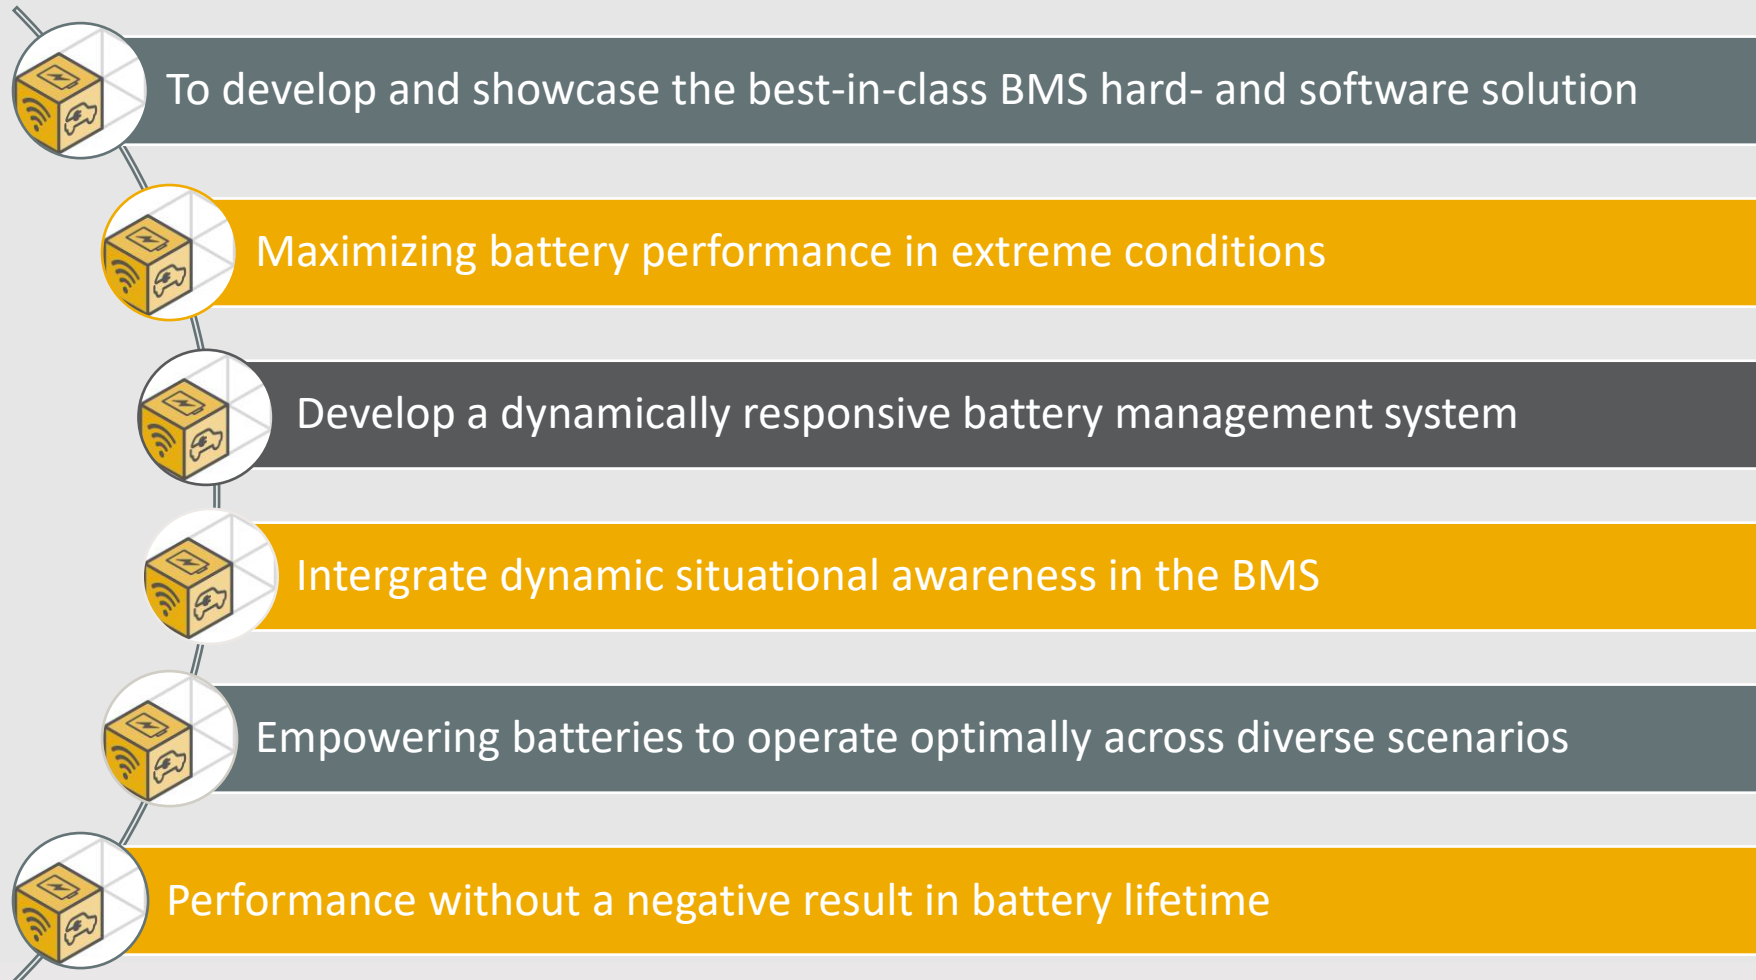 To develop and showcase the best-in-class BMS hard- and software solution
Maximizing battery performance in extreme conditions
Develop a dynamically responsive battery management system
Intergrate dynamic situational awareness in the BMS
Empowering batteries to operate optimally across diverse scenarios
Performance without a negative result in battery lifetime